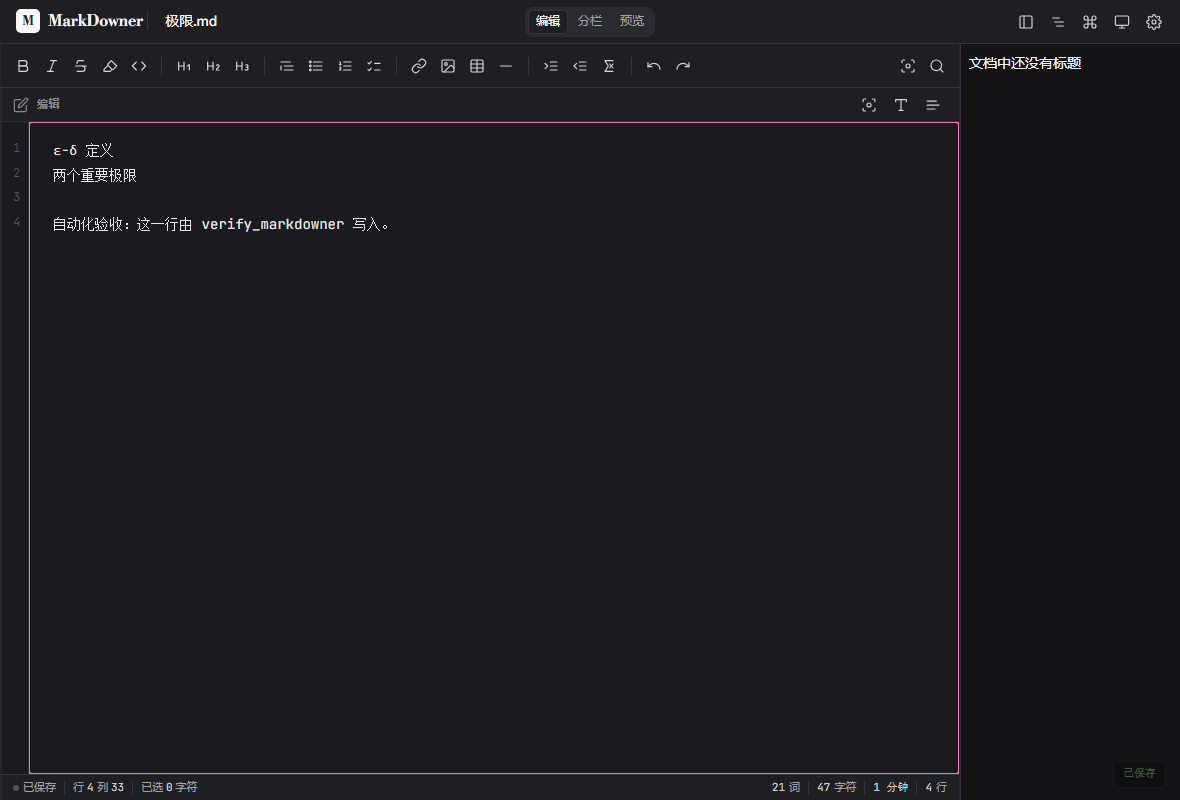 M MarkDowner 极限.md 编辑 分栏 预览
H1 H2 H3
文档中还没有标题
编辑
1 ε-δ 定义
2 两个重要极限
3
4 自动化验收：这一行由 verify_markdowner 写入。
已保存
已保存 行 4 列 33 已选 0 字符 21 词 47 字符 1 分钟 4 行